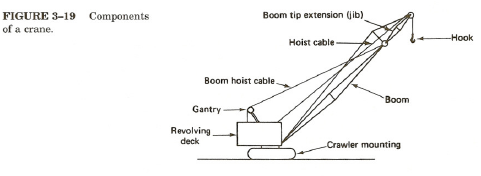 FIGURE 3–19 Components
of a crane.
Boom tip extension (jib)
Hoist cable
Hook
Boom hoist cable
Boom
Gantry
Revolving
deck
Crawler mounting